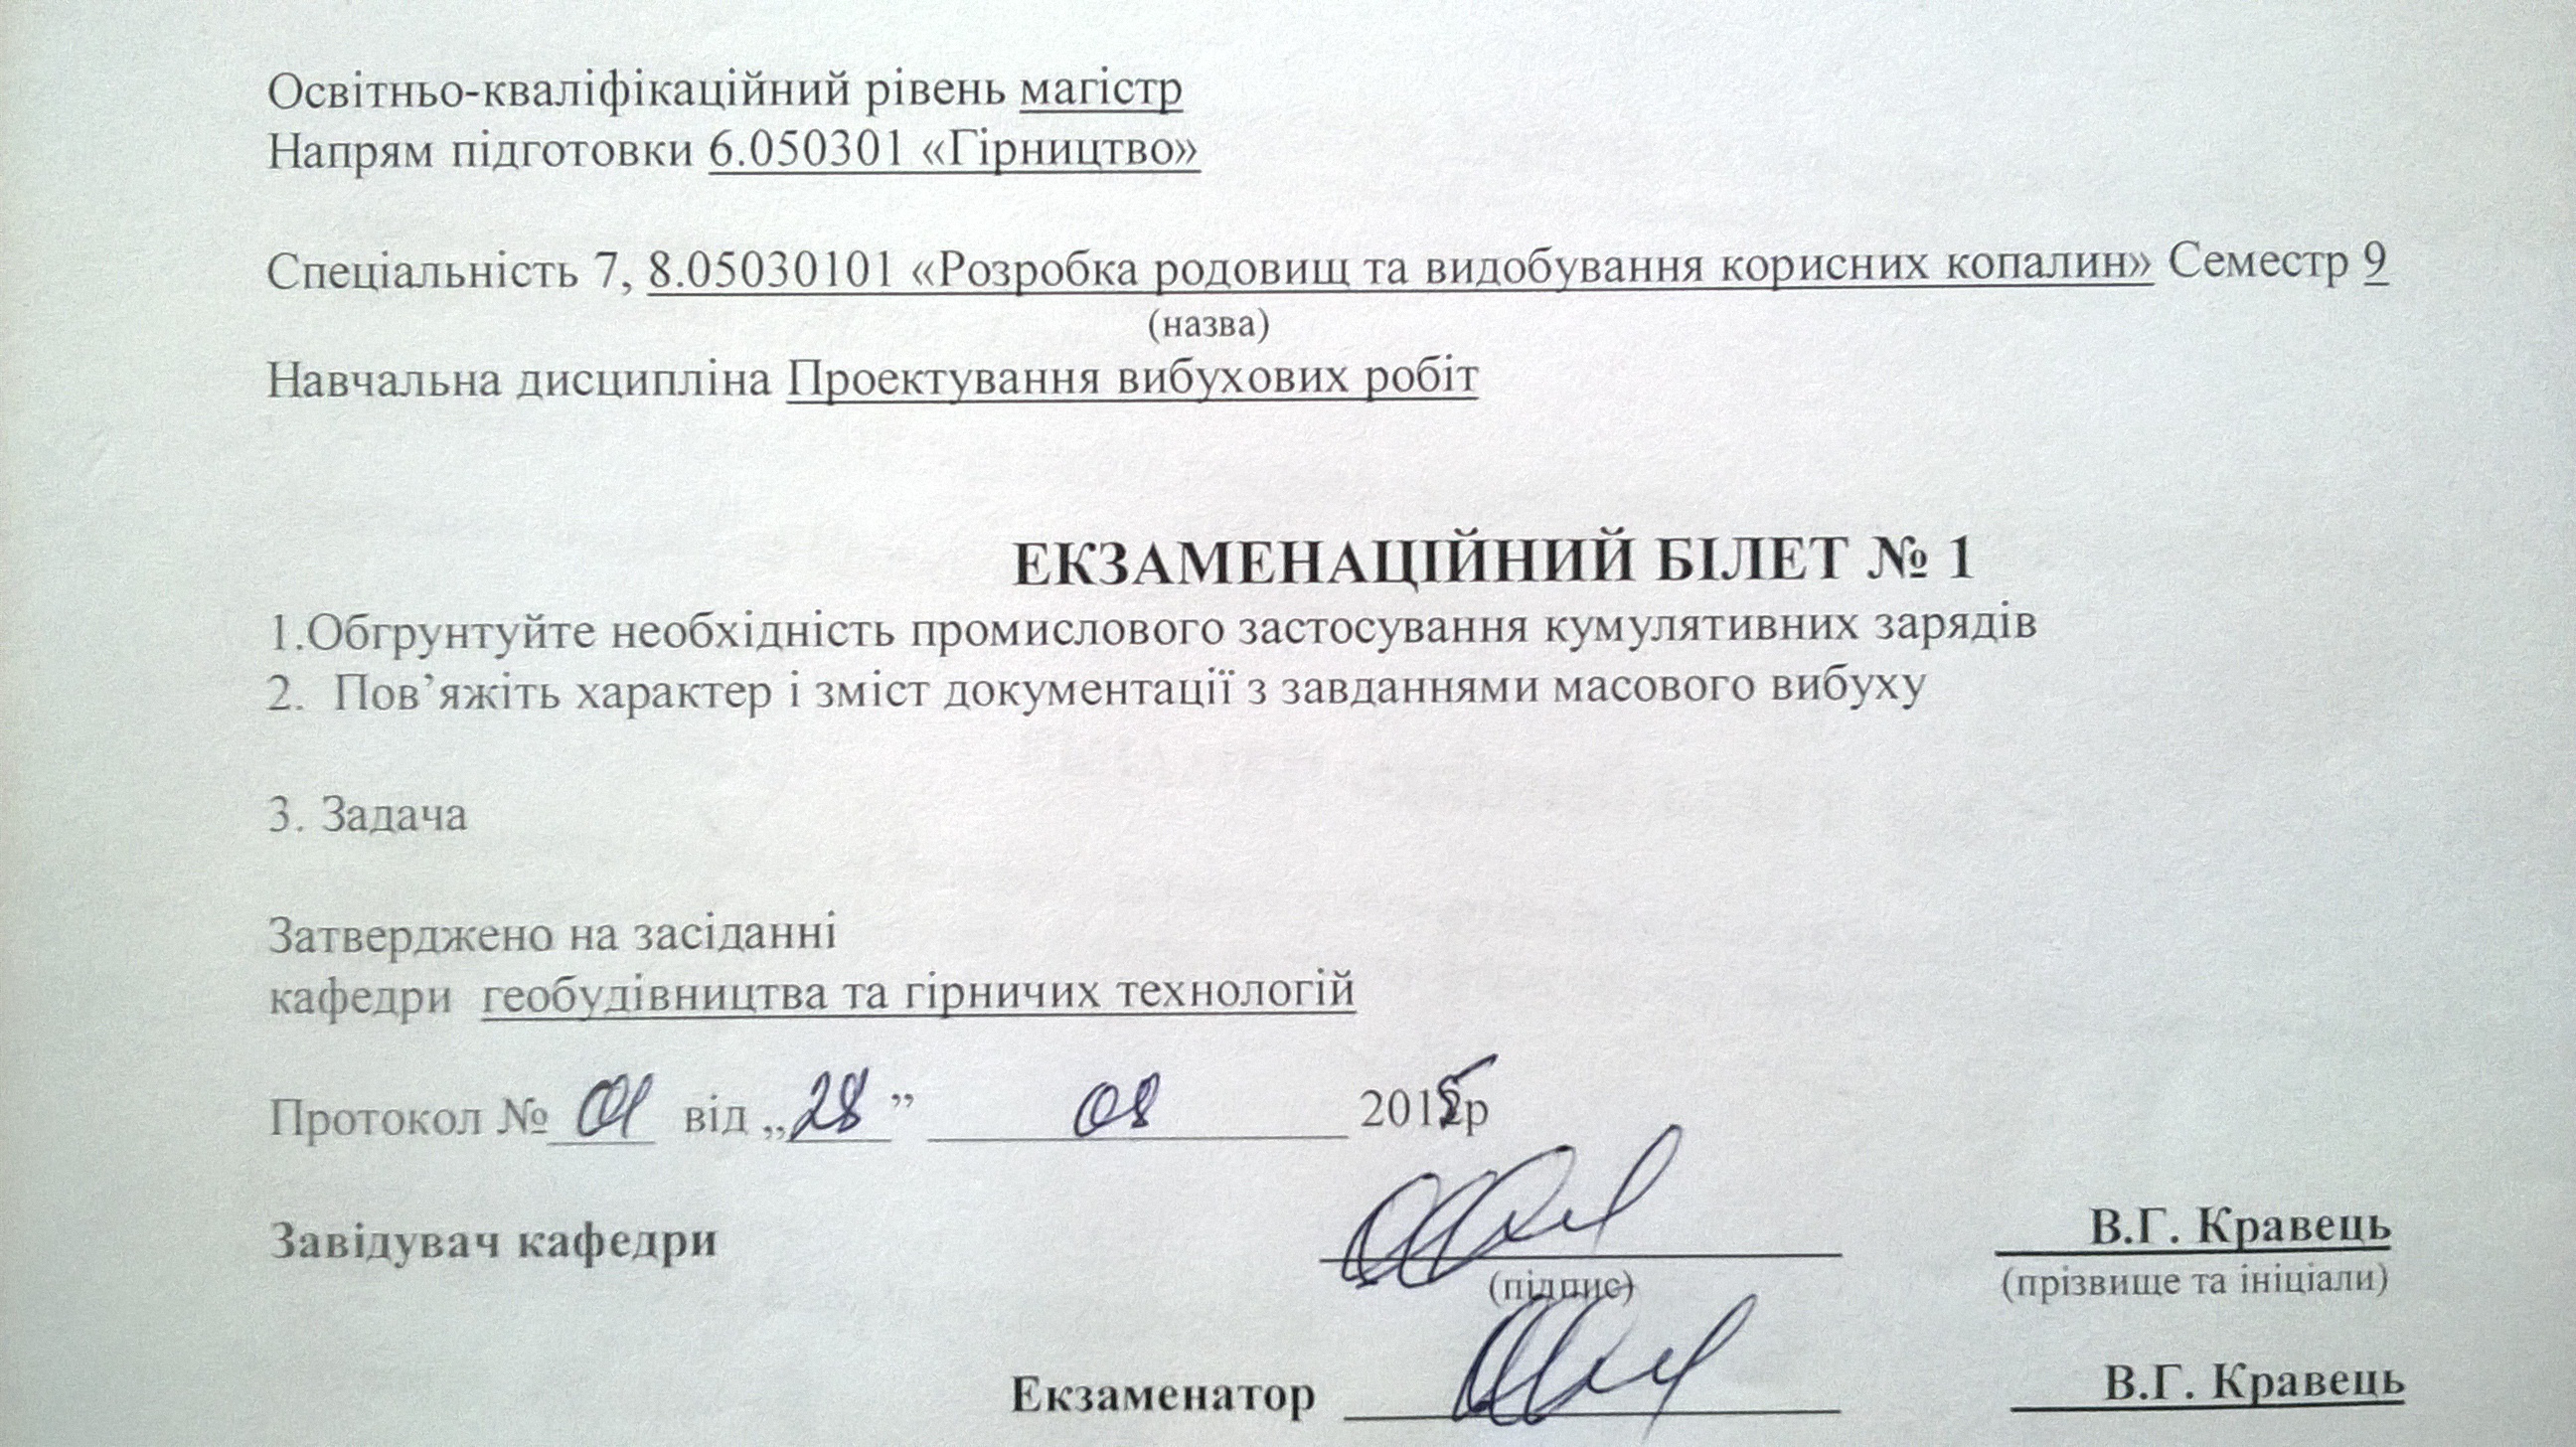 Освітньо-кваліфікаційний рівень магістр
Напрям підготовки 6.050301 «Гірництво»
Спеціальність 7, 8.05030101 «Розробка родовищ та видобування корисних копалин» Семестр 9
(назва)
Навчальна дисципліна Проектування вибухових робіт
ЕКЗАМЕНАЦІЙНИЙ БІЛЕТ № 1
1.Обгрунтуйте необхідність промислового застосування кумулятивних зарядів
2. Пов’яжіть характер і зміст документації з завданнями масового вибуху
3. Задача
Затверджено на засіданні
кафедри геобудівництва та гірничих технологій
Протокол № 01 від „28” 08 2015р
Завідувач кафедри В.Г. Кравець
(підпис) (прізвище та ініціали)
Екзаменатор В.Г. Кравець